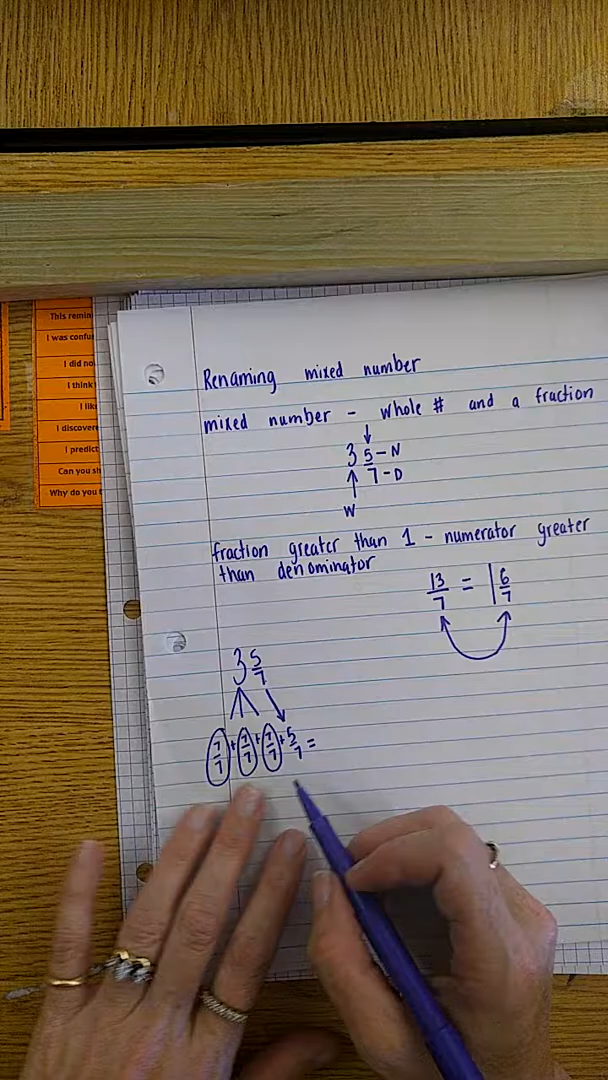 This remin
I was confu
I did no
I think
I lik
I discover
I predict
Can you sh
Why do you t
Renaming mixed number
mixed number - whole # and a fraction
3 5/7 - N
- D
W
fraction greater than 1 - numerator greater
than denominator
13/7 = 1 6/7
3 5/7
7/7 + 7/7 + 7/7 + 5/7 =